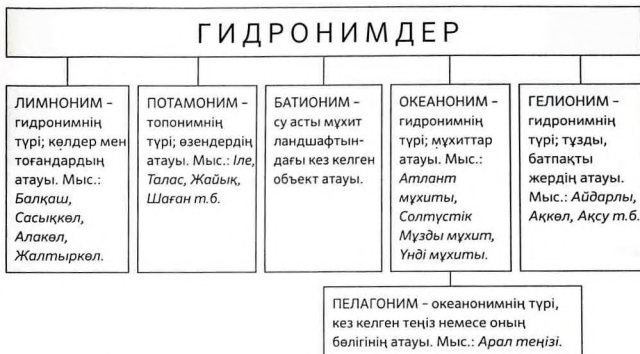 ГИДРОНИМДЕР
ЛИМНОНИМ –
гидронимнің
түрі; көлдер мен
тоғандардың
атауы. Мыс.:
Балқаш,
Сасықкөл,
Алакөл,
Жалтыркөл.
ПОТАМОНИМ –
топонимнің
түрі; өзендердің
атауы. Мыс.: Іле,
Талас, Жайық,
Шаған т.б.
БАТИОНИМ –
су асты мұхит
ландшафтын-
дағы кез келген
объект атауы.
ОКЕАНОНИМ –
гидронимнің
түрі; мұхиттар
атауы. Мыс.:
Атлант
мұхиты,
Солтүстік
Мұзды мұхит,
Үнді мұхиты.
ГЕЛИОНИМ –
гидронимнің
түрі; тұзды,
батпақты
жердің атауы.
Мыс.: Айдарлы,
Ақкөл, Ақсу т.б.
ПЕЛАГОНИМ – океанонимнің түрі,
кез келген теңіз немесе оның
бөлігінің атауы. Мыс.: Арал теңізі.